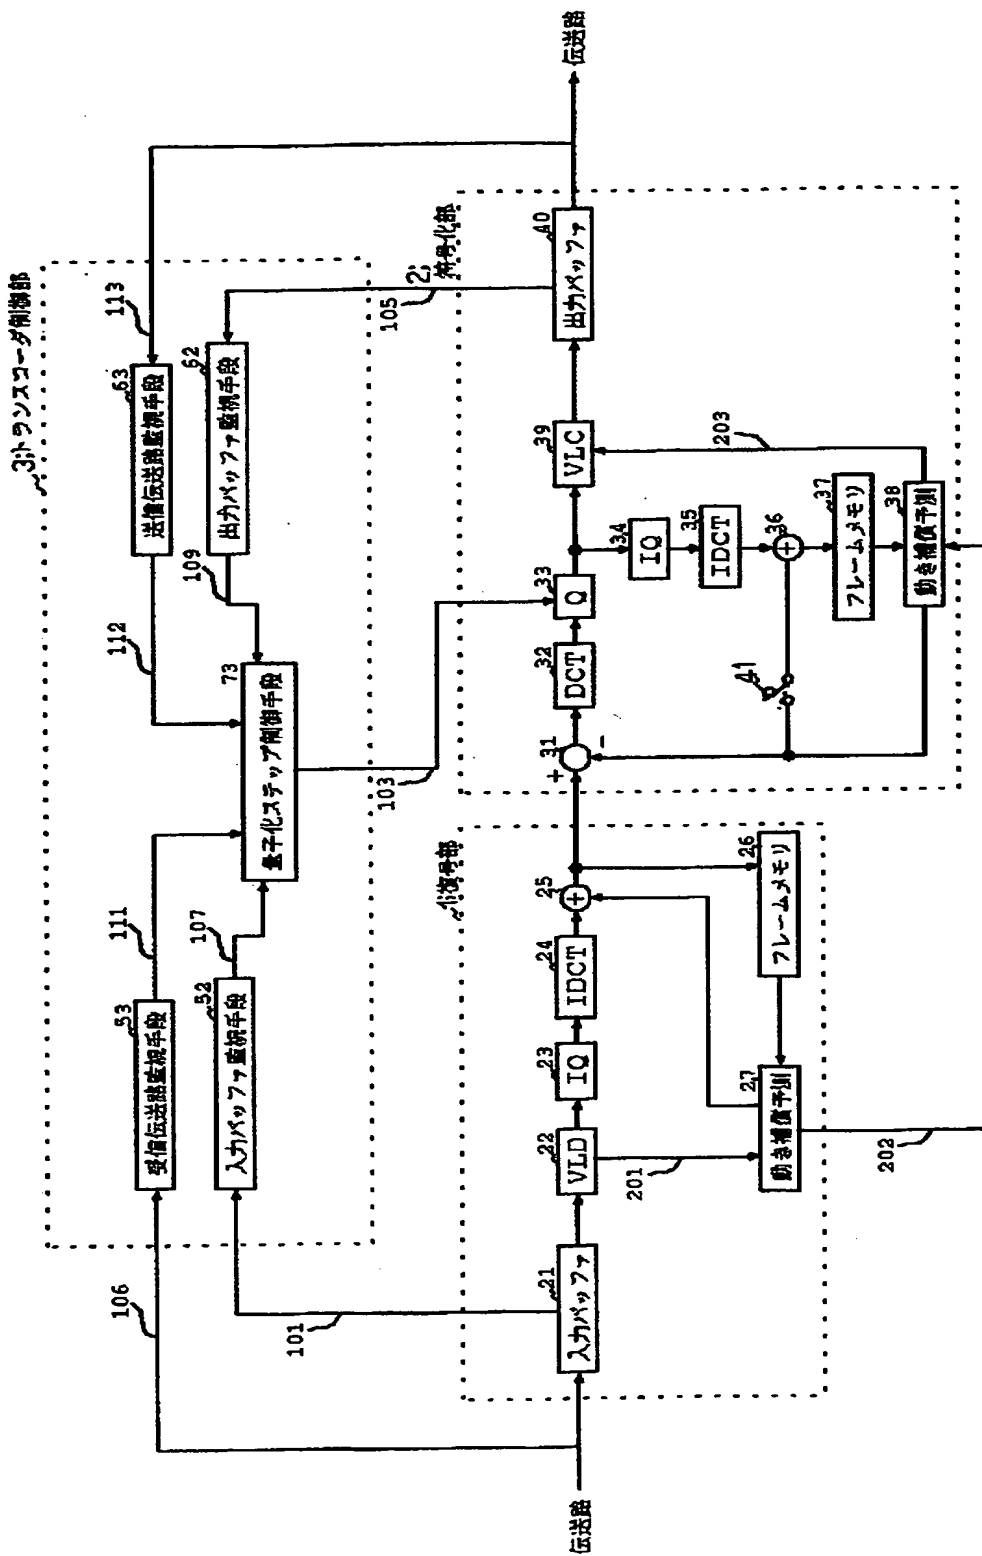 3;トランスコーダ制御部
106
53
受信伝送路監視手段
111
112
63
送信伝送路監視手段
113
101
52
入力バッファ監視手段
107
73
量子化ステップ制御手段
109
62
出力バッファ監視手段
105
103
1;復号部
2;
符号化部
伝送路
21
入力バッファ
22
VLD
23
IQ
24
IDCT
25
+
31
+
-
32
DCT
33
Q
39
VLC
40
出力バッファ
伝送路
34
IQ
35
IDCT
36
+
41
37
フレームメモリ
38
動き補償予測
203
26
フレームメモリ
27
動き補償予測
201
202